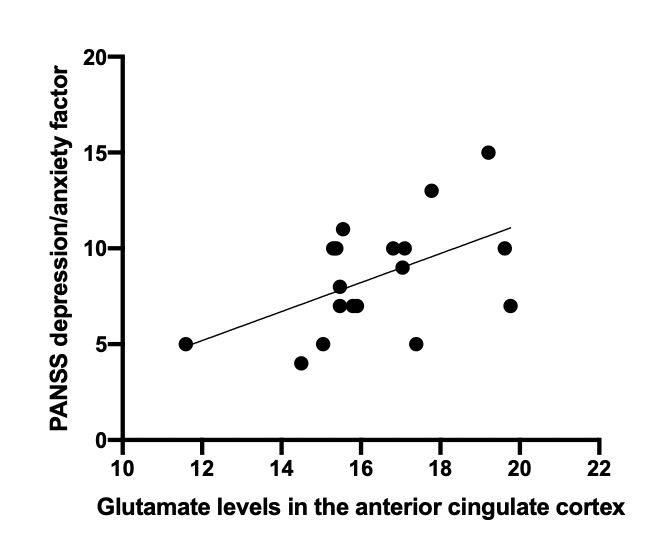 PANSS depression/anxiety factor
20
15
10
5
0
10 12 14 16 18 20 22
Glutamate levels in the anterior cingulate cortex